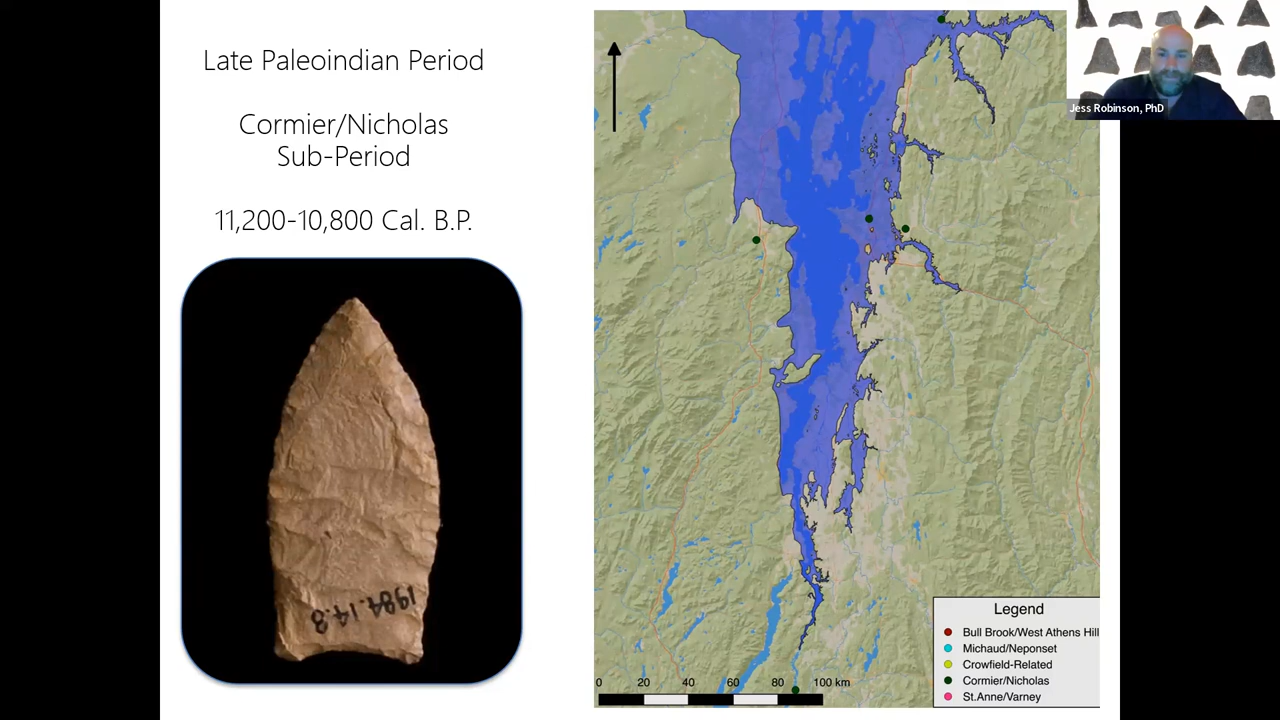 Late Paleoindian Period
Cormier/Nicholas
Sub-Period
11,200-10,800 Cal. B.P.
1984.14.8
Jess Robinson, PhD
Legend
Bull Brook/West Athens Hill
Michaud/Neponset
Crowfield-Related
Cormier/Nicholas
St.Anne/Varney
0 20 40 60 80 100 km